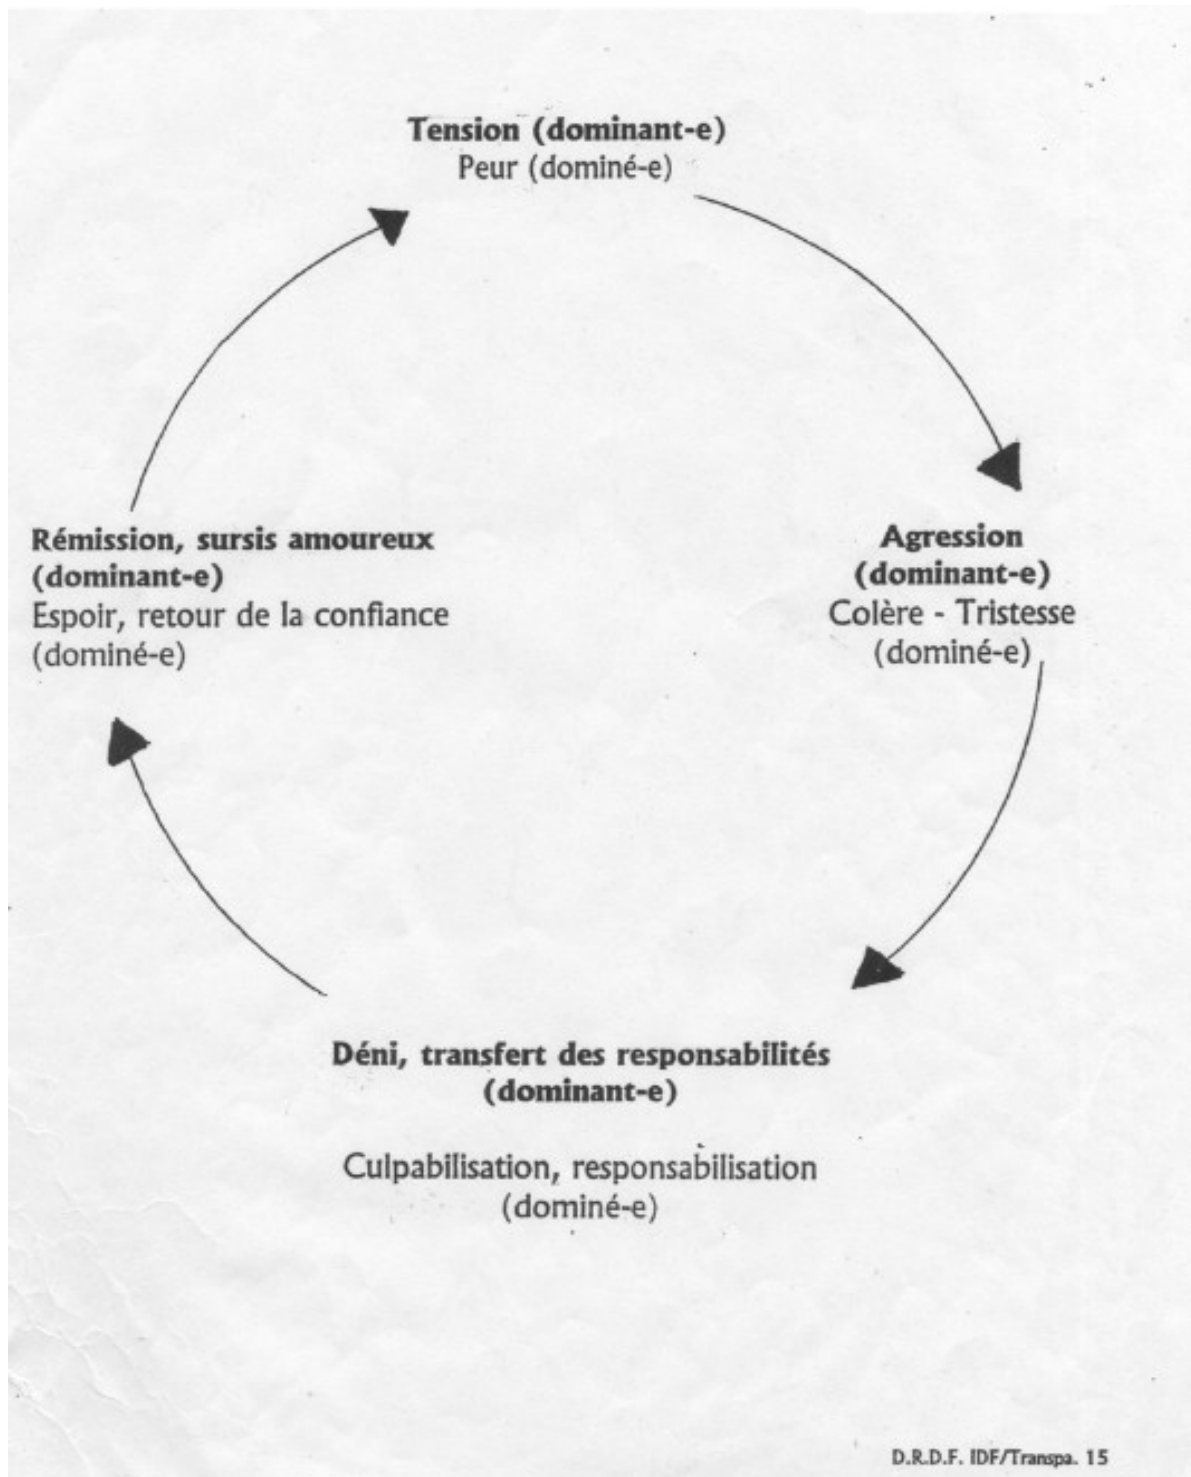 Tension (dominant-e)
Peur (dominé-e)
Rémission, sursis amoureux
(dominant-e)
Espoir, retour de la confiance
(dominé-e)
Agression
(dominant-e)
Colère - Tristesse
(dominé-e)
Déni, transfert des responsabilités
(dominant-e)
Culpabilisation, responsabilisation
(dominé-e)
D.R.D.F. IDF/Transpa. 15